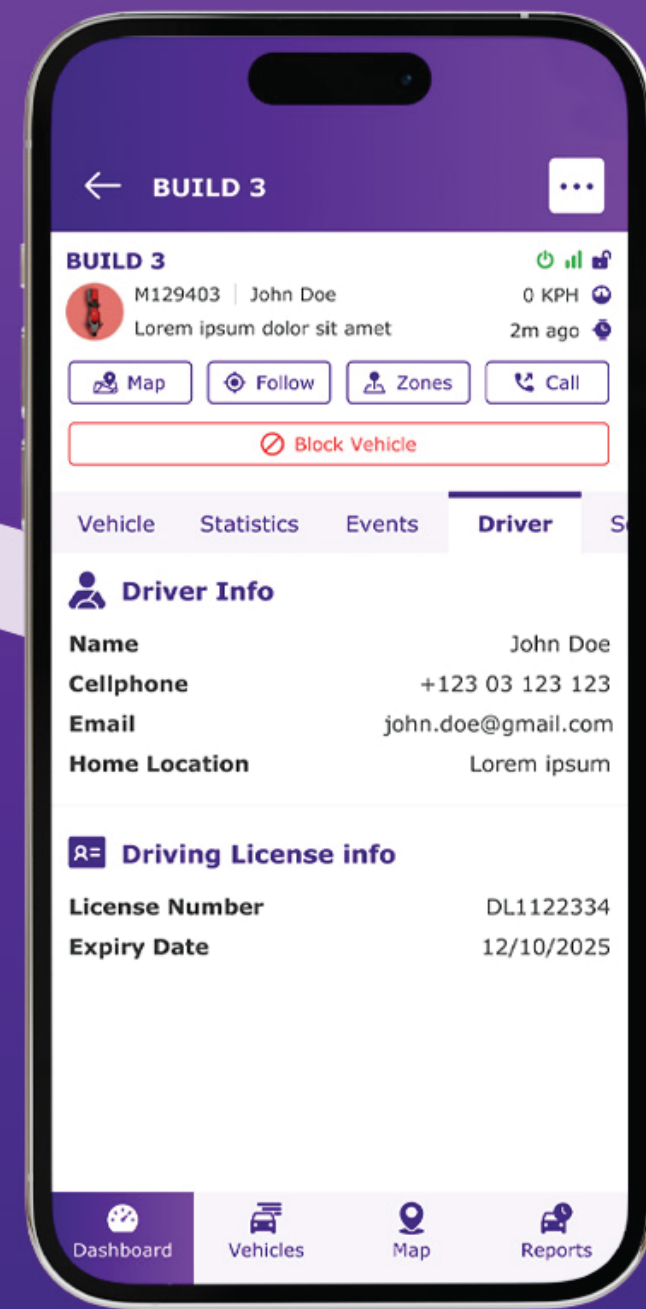 BUILD 3
BUILD 3
M129403 John Doe 0 KPH
Lorem ipsum dolor sit amet 2m ago
Map Follow Zones Call
Block Vehicle
Vehicle Statistics Events Driver
Driver Info
Name John Doe
Cellphone +123 03 123 123
Email john.doe@gmail.com
Home Location Lorem ipsum
Driving License info
License Number DL1122334
Expiry Date 12/10/2025
Dashboard Vehicles Map Reports